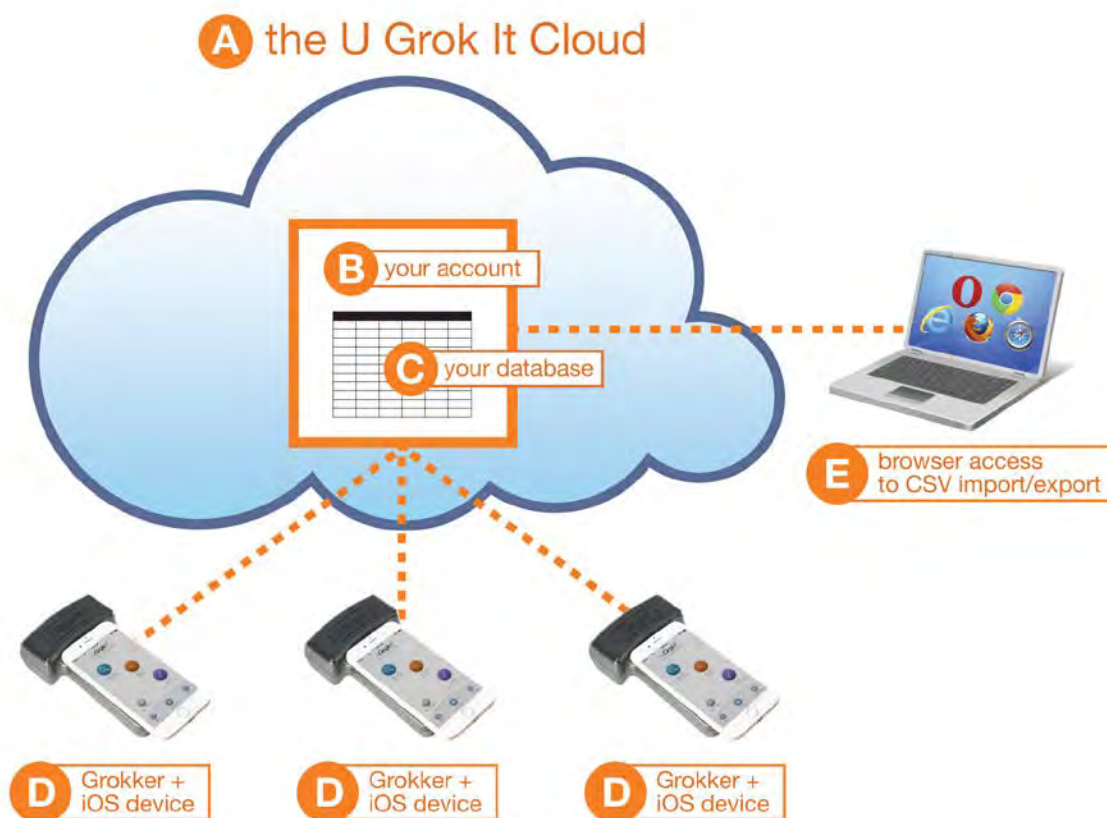 A the U Grok It Cloud
B your account
C your database
E browser access
to CSV import/export
D Grokker +
iOS device
D Grokker +
iOS device
D Grokker +
iOS device